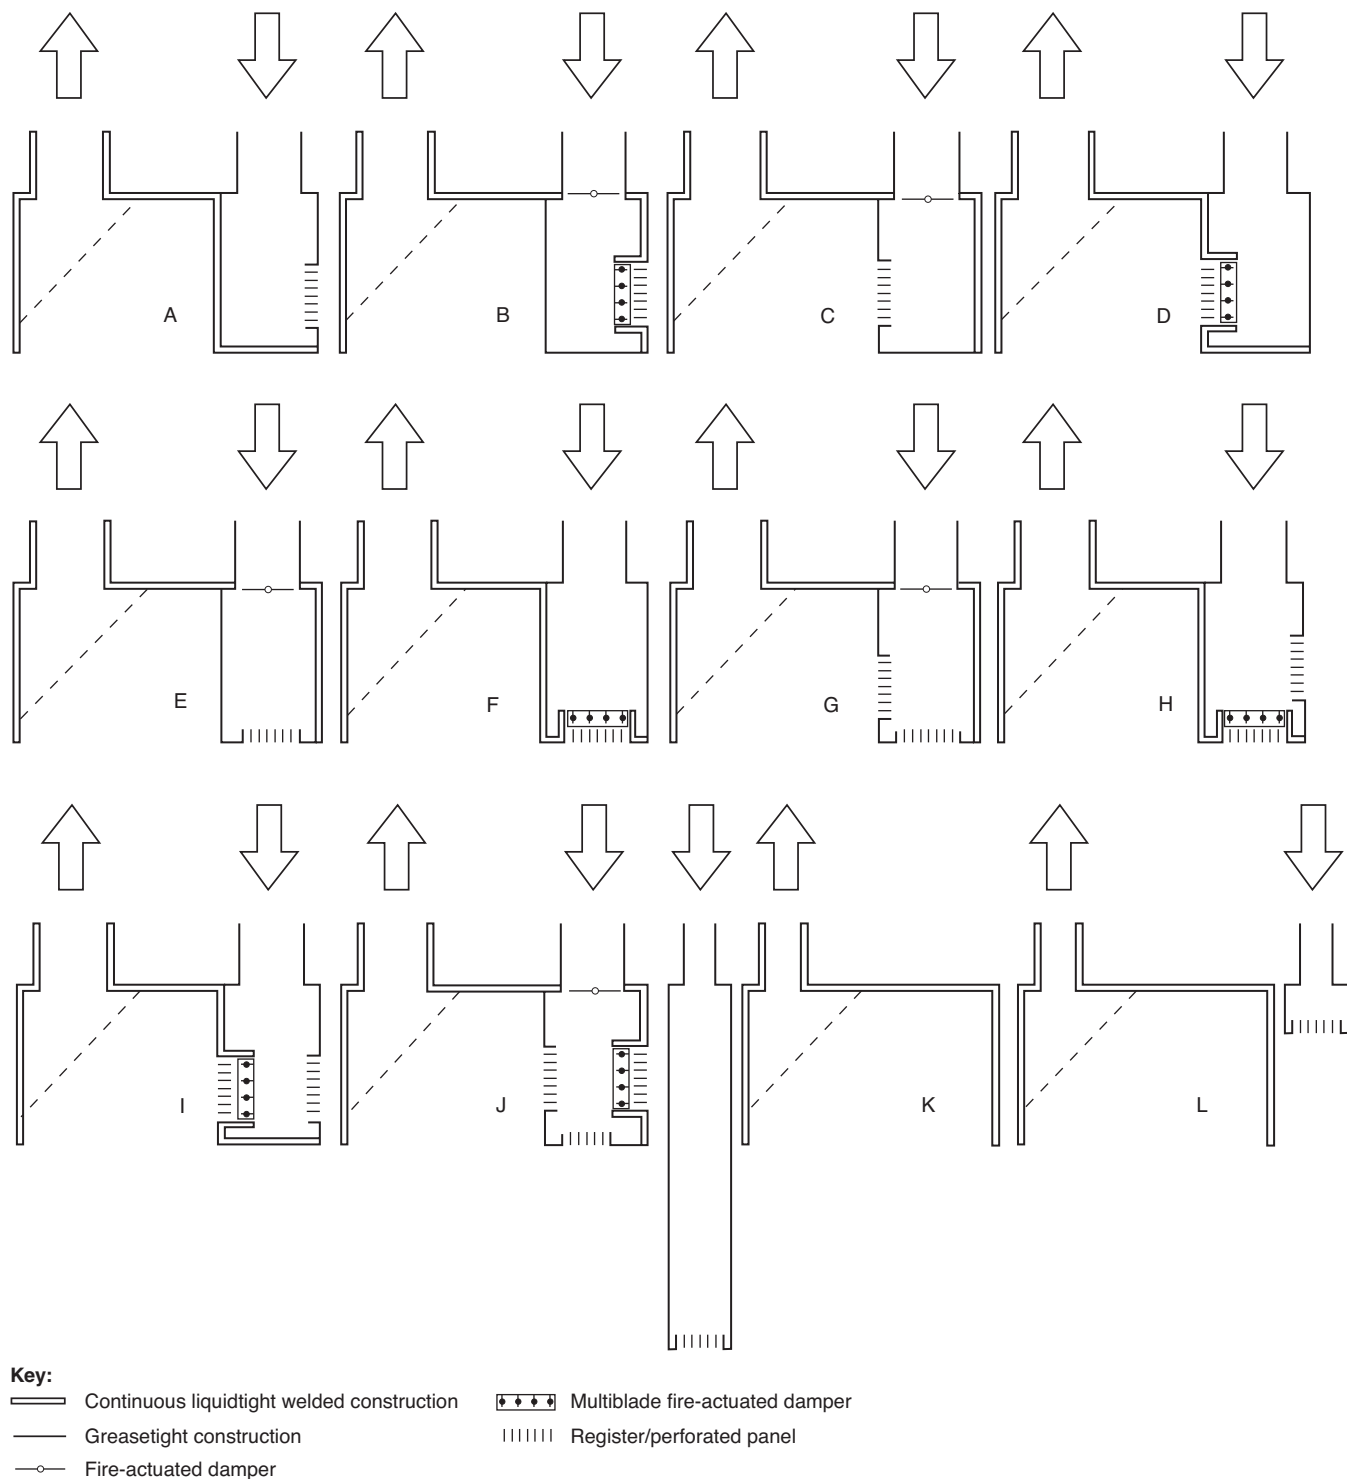 A
B
C
D
E
F
G
H
I
J
K
L
Key:
Continuous liquidtight welded construction
Multiblade fire-actuated damper
Greasetight construction
Register/perforated panel
Fire-actuated damper